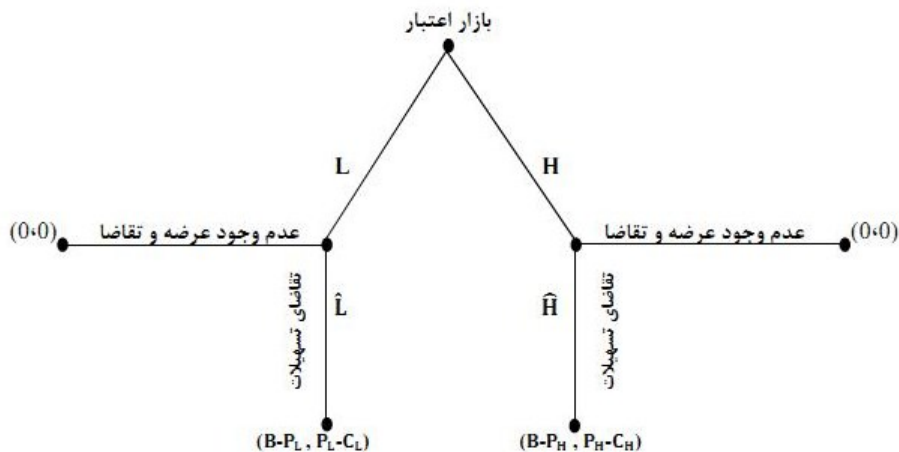 بازار اعتبار
L
H
(0،0)
عدم وجود عرضه و تقاضا
عدم وجود عرضه و تقاضا
(0،0)
تقاضای تسهیلات
L̂
Ĥ
تقاضای تسهیلات
(B-P_L , P_L-C_L)
(B-P_H , P_H-C_H)